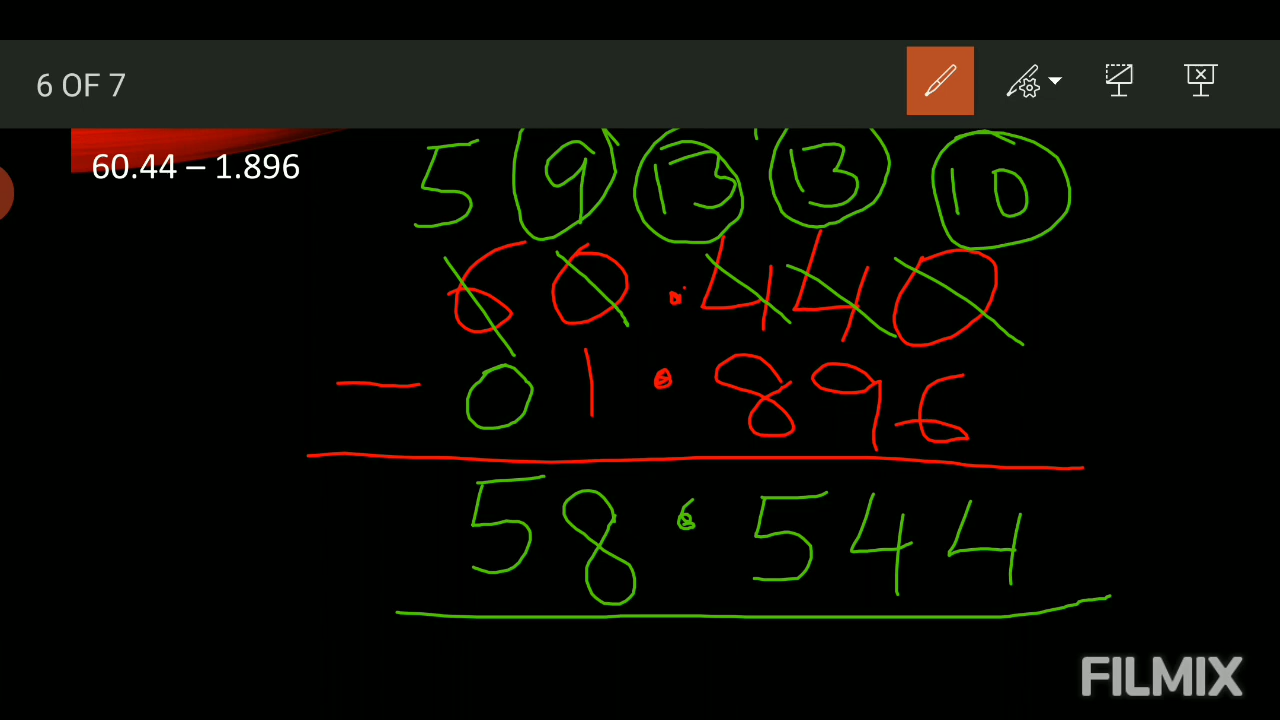 6 OF 7
60.44 – 1.896
5 9 13 13 10
60.440
– 01.896
58.544
FILMIX